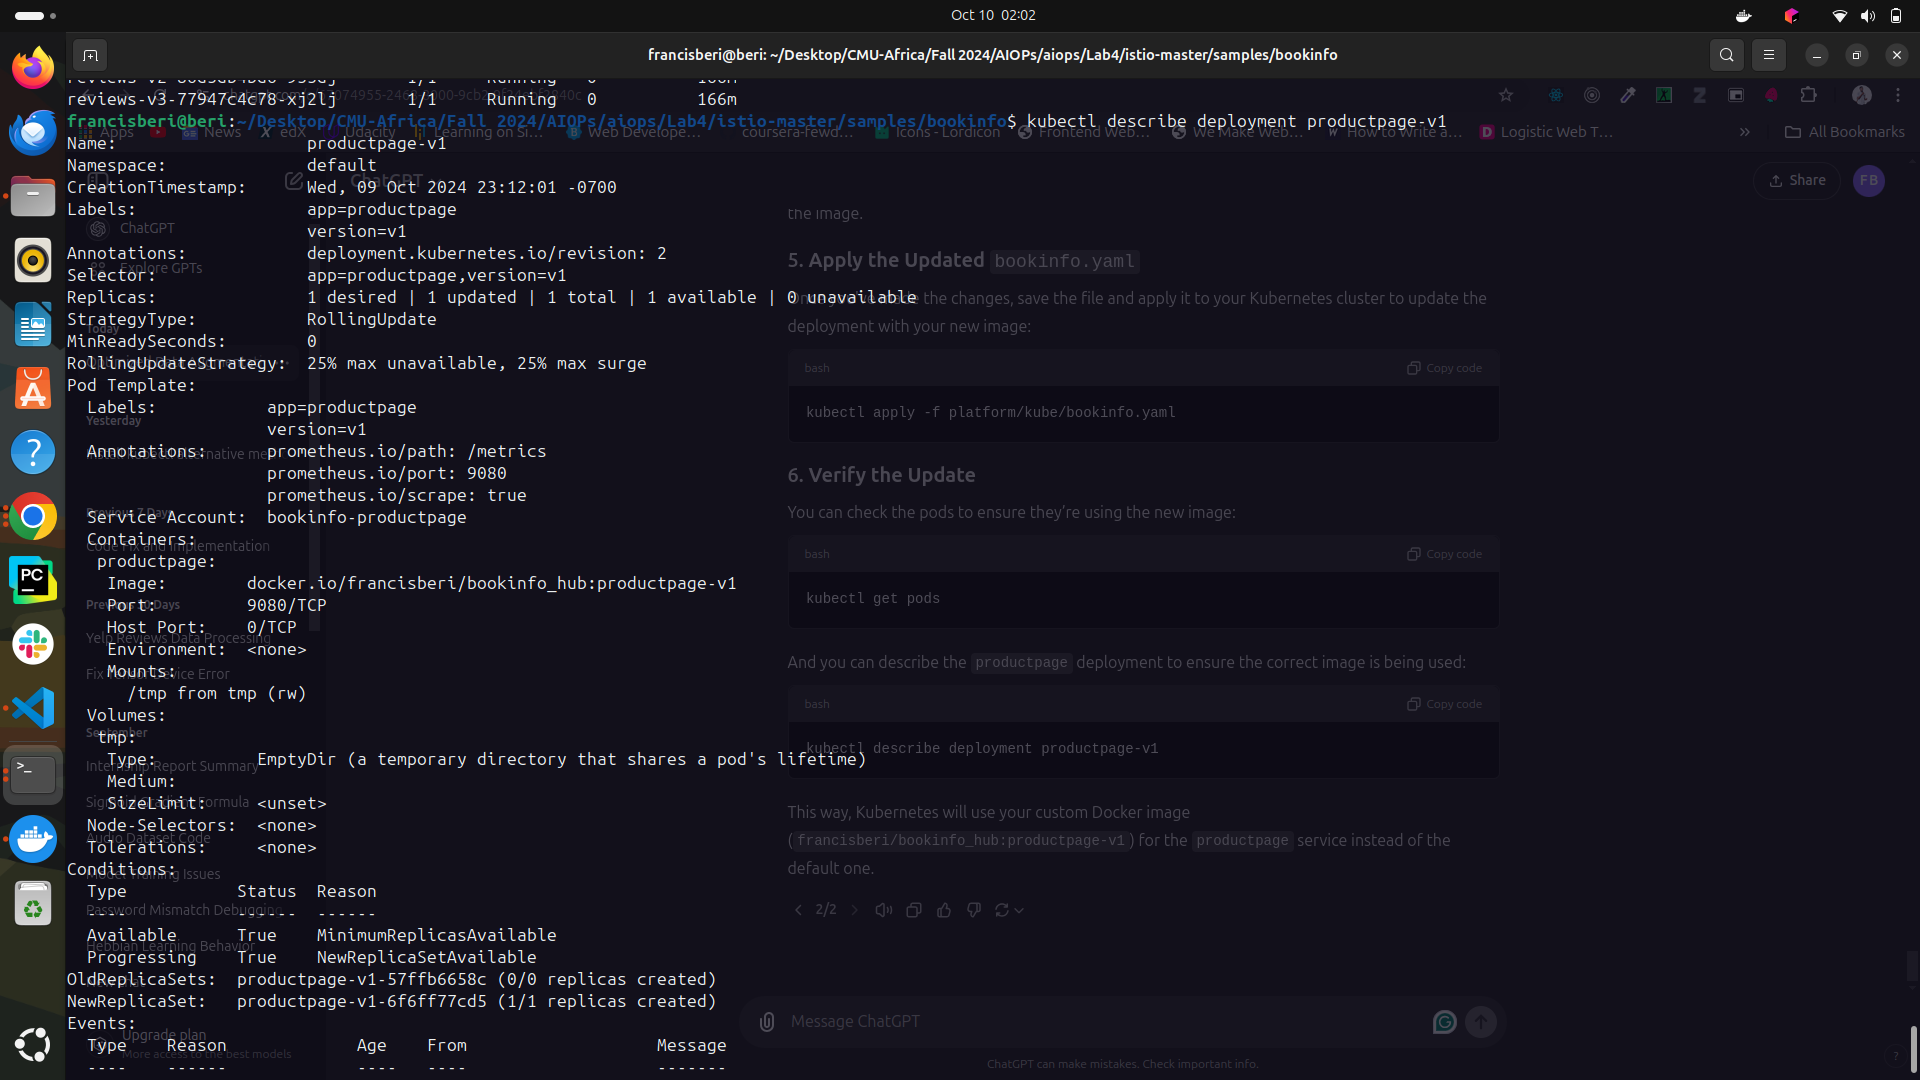 Oct 10 02:02
francisberi@beri: ~/Desktop/CMU-Africa/Fall 2024/AIOPs/aiops/Lab4/istio-master/samples/bookinfo
reviews-v3-77947c4c78-xj2lj 1/1 Running 0 166m
francisberi@beri:~/Desktop/CMU-Africa/Fall 2024/AIOPs/aiops/Lab4/istio-master/samples/bookinfo$ kubectl describe deployment productpage-v1
Name: productpage-v1
Namespace: default
CreationTimestamp: Wed, 09 Oct 2024 23:12:01 -0700
Labels: app=productpage
version=v1
Annotations: deployment.kubernetes.io/revision: 2
Selector: app=productpage,version=v1
Replicas: 1 desired | 1 updated | 1 total | 1 available | 0 unavailable
StrategyType: RollingUpdate
MinReadySeconds: 0
RollingUpdateStrategy: 25% max unavailable, 25% max surge
Pod Template:
Labels: app=productpage
version=v1
Annotations: prometheus.io/path: /metrics
prometheus.io/port: 9080
prometheus.io/scrape: true
Service Account: bookinfo-productpage
Containers:
productpage:
Image: docker.io/francisberi/bookinfo_hub:productpage-v1
Port: 9080/TCP
Host Port: 0/TCP
Environment: <none>
Mounts:
/tmp from tmp (rw)
Volumes:
tmp:
Type: EmptyDir (a temporary directory that shares a pod's lifetime)
Medium:
SizeLimit: <unset>
Node-Selectors: <none>
Tolerations: <none>
Conditions:
Type Status Reason
---- ------ ------
Available True MinimumReplicasAvailable
Progressing True NewReplicaSetAvailable
OldReplicaSets: productpage-v1-57ffb6658c (0/0 replicas created)
NewReplicaSet: productpage-v1-6f6ff77cd5 (1/1 replicas created)
Events:
Type Reason Age From Message
---- ------ ---- ---- -------
Apps News edX Udacity Learning on Si... Web Develope... coursera-fewd... Icons - Lordicon Frontend Web... We Make Web... How to Write a... Logistic Web T... » All Bookmarks
ChatGPT
Share
FB
ChatGPT
Explore GPTs
Today
Yesterday
Previous 7 Days
Code Fix and Implementation
Previous 30 Days
Yelp Reviews Data Processing
Fix Tensor Device Error
September
Internship Report Summary
Audio Dataset Code
Model Training Issues
Password Mismatch Debugging
Hebbian Learning Behavior
Upgrade plan
More access to the best models
the image.
5. Apply the Updated bookinfo.yaml
Once you've made the changes, save the file and apply it to your Kubernetes cluster to update the
deployment with your new image:
bash Copy code
kubectl apply -f platform/kube/bookinfo.yaml
6. Verify the Update
You can check the pods to ensure they're using the new image:
bash Copy code
kubectl get pods
And you can describe the productpage deployment to ensure the correct image is being used:
bash Copy code
kubectl describe deployment productpage-v1
This way, Kubernetes will use your custom Docker image
(francisberi/bookinfo_hub:productpage-v1) for the productpage service instead of the
default one.
2/2
Message ChatGPT
ChatGPT can make mistakes. Check important info.
PC